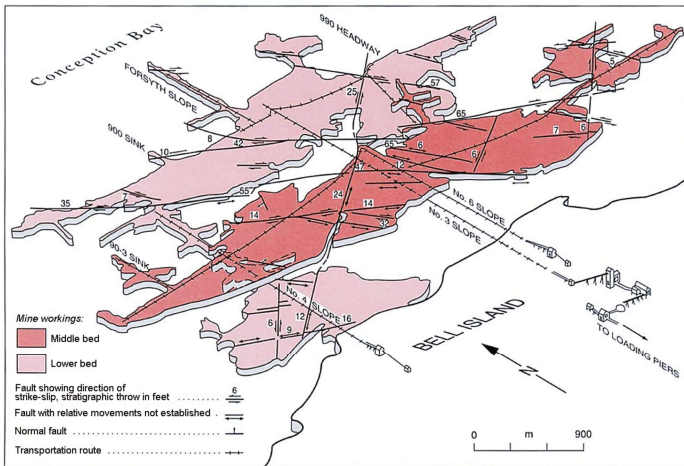 990 HEADWAY
Conception Bay
FORSYTH SLOPE
57
5
25
65
8
42
900 SINK
10
65
6
6
7
6
12
47
35
557
24
14
14
32
No. 6 SLOPE
No. 3 SLOPE
90-3 SINK
No. 4 SLOPE
6
9
12
16
BELL ISLAND
TO LOADING PIERS
N
Mine workings:
Middle bed
Lower bed
Fault showing direction of
strike-slip, stratigraphic throw in feet
6
Fault with relative movements not established
Normal fault
Transportation route
0 m 900